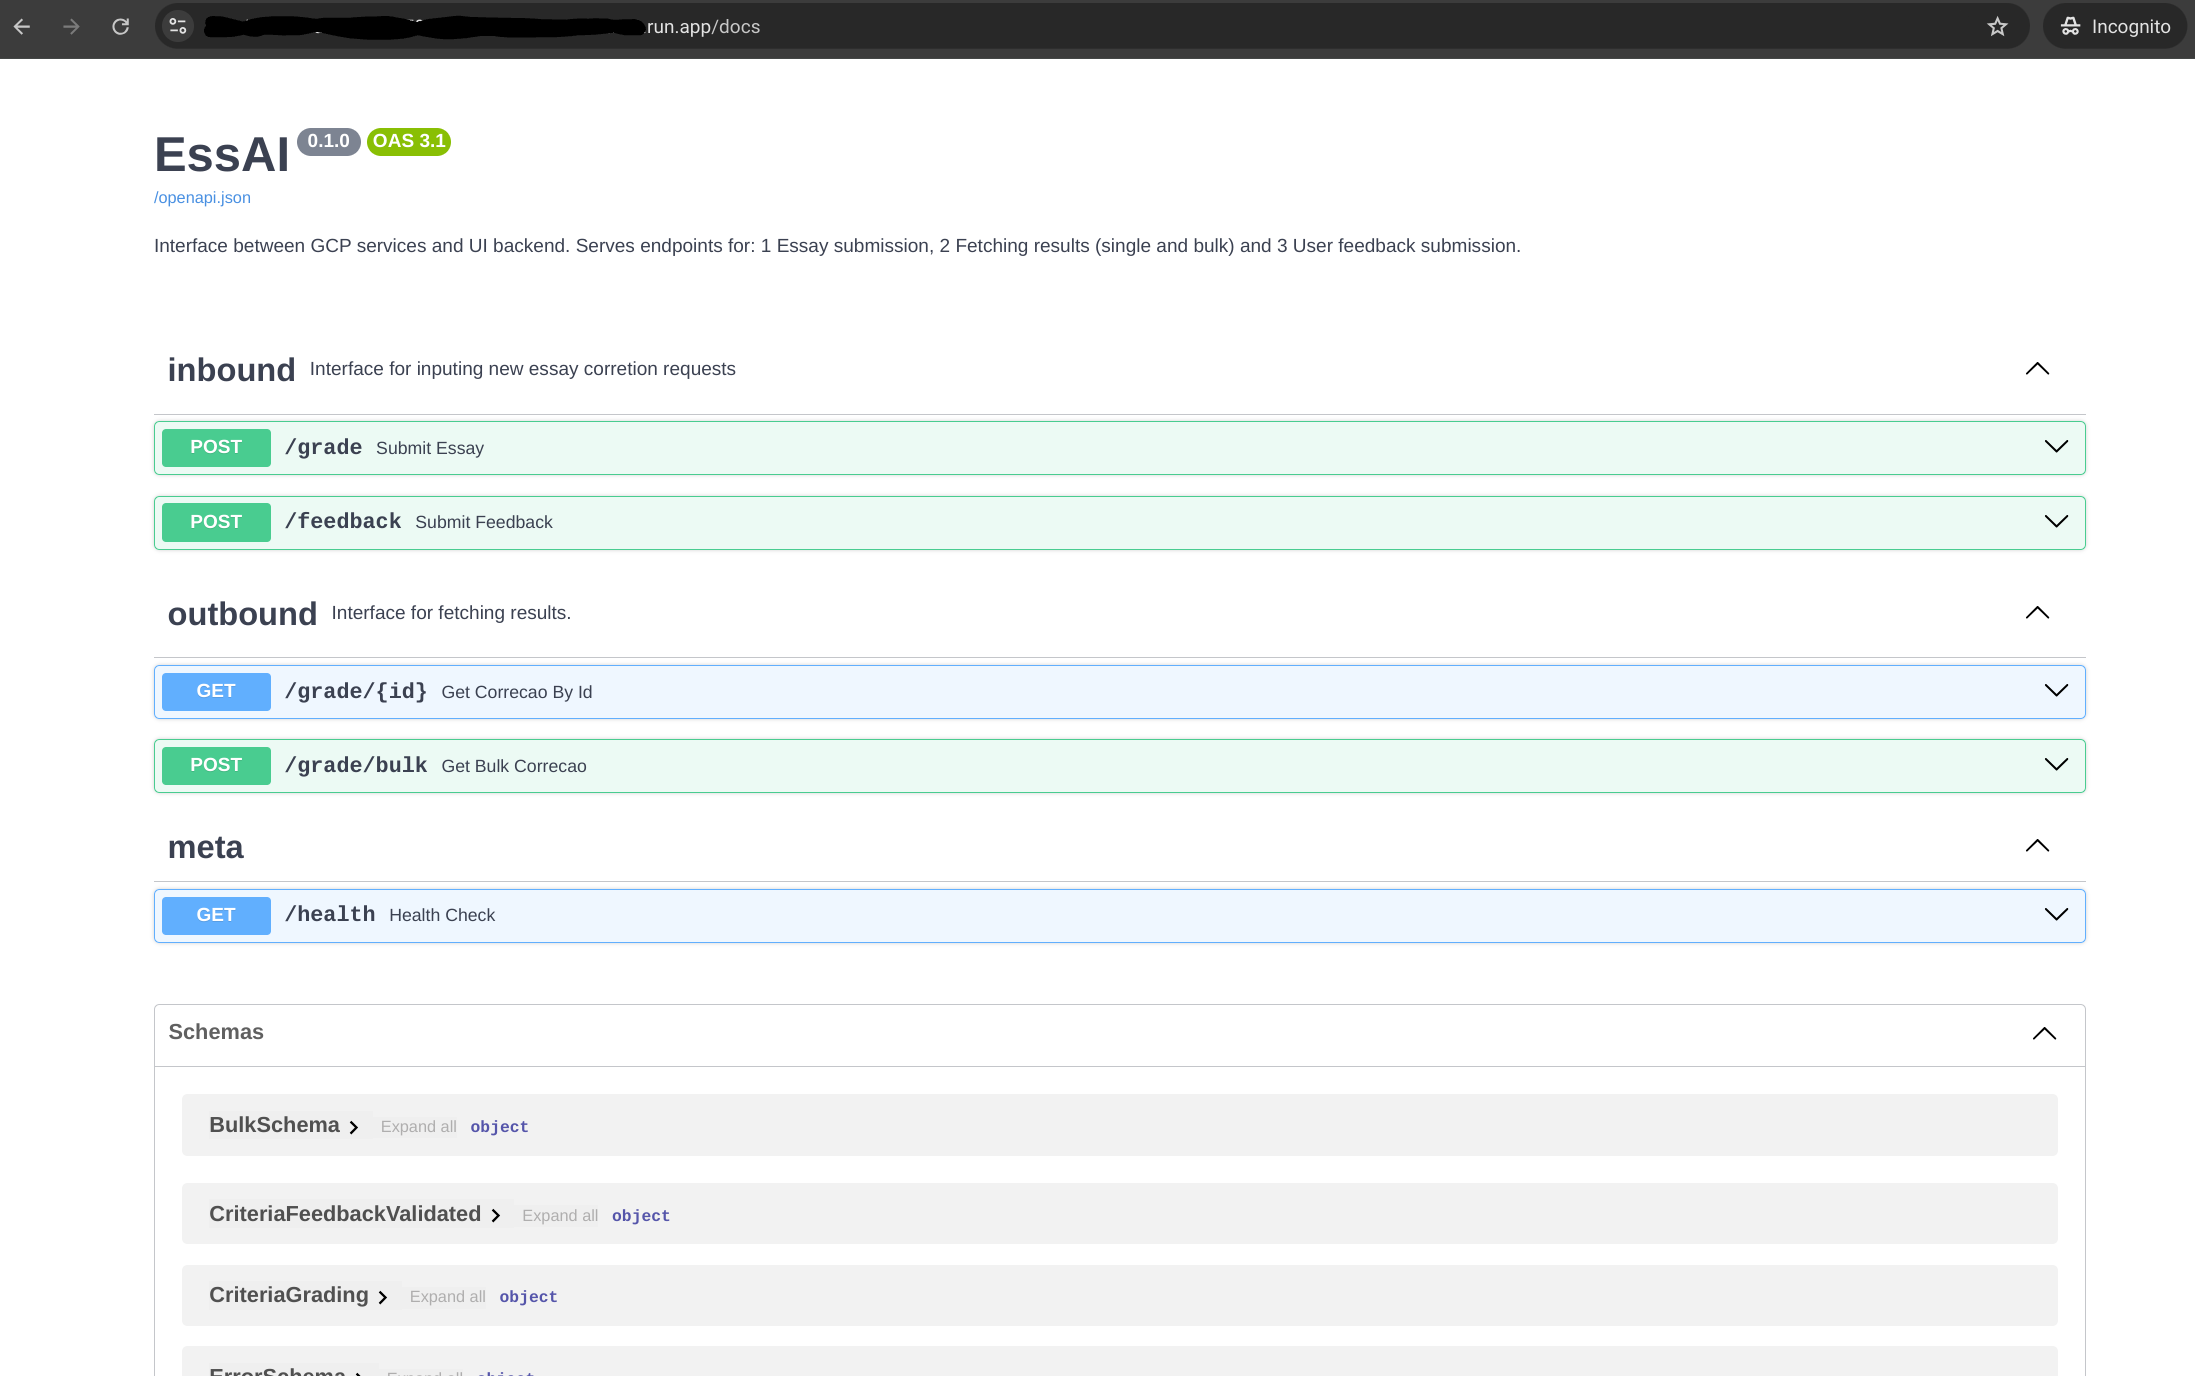 run.app/docs
Incognito
EssAI 0.1.0 OAS 3.1
/openapi.json
Interface between GCP services and UI backend. Serves endpoints for: 1 Essay submission, 2 Fetching results (single and bulk) and 3 User feedback submission.
inbound Interface for inputing new essay corretion requests
POST /grade Submit Essay
POST /feedback Submit Feedback
outbound Interface for fetching results.
GET /grade/{id} Get Correcao By Id
POST /grade/bulk Get Bulk Correcao
meta
GET /health Health Check
Schemas
BulkSchema Expand all object
CriteriaFeedbackValidated Expand all object
CriteriaGrading Expand all object
ErrorSchema Expand all object